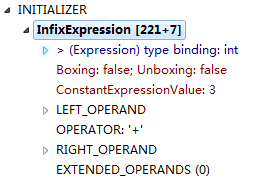 INITIALIZER
InfixExpression [221+7]
> (Expression) type binding: int
Boxing: false; Unboxing: false
ConstantExpressionValue: 3
LEFT_OPERAND
OPERATOR: '+'
RIGHT_OPERAND
EXTENDED_OPERANDS (0)